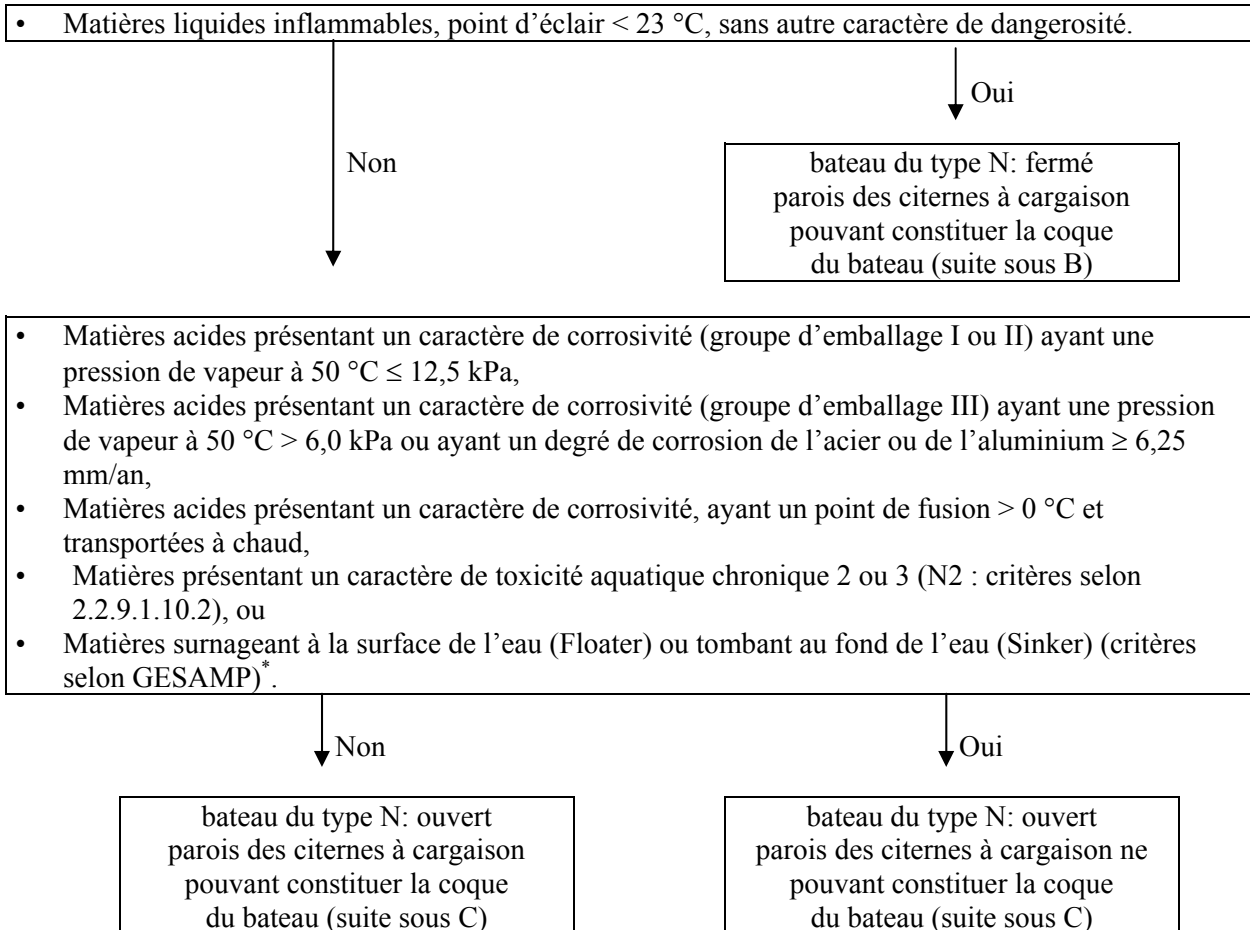 • Matières liquides inflammables, point d’éclair < 23 °C, sans autre caractère de dangerosité.
Oui
Non
bateau du type N: fermé
parois des citernes à cargaison
pouvant constituer la coque
du bateau (suite sous B)
• Matières acides présentant un caractère de corrosivité (groupe d’emballage I ou II) ayant une
pression de vapeur à 50 °C ≤ 12,5 kPa,
• Matières acides présentant un caractère de corrosivité (groupe d’emballage III) ayant une pression
de vapeur à 50 °C > 6,0 kPa ou ayant un degré de corrosion de l’acier ou de l’aluminium ≥ 6,25
mm/an,
• Matières acides présentant un caractère de corrosivité, ayant un point de fusion > 0 °C et
transportées à chaud,
• Matières présentant un caractère de toxicité aquatique chronique 2 ou 3 (N2 : critères selon
2.2.9.1.10.2), ou
• Matières surnageant à la surface de l’eau (Floater) ou tombant au fond de l’eau (Sinker) (critères
selon GESAMP)*.
Non
Oui
bateau du type N: ouvert
parois des citernes à cargaison
pouvant constituer la coque
du bateau (suite sous C)
bateau du type N: ouvert
parois des citernes à cargaison ne
pouvant constituer la coque
du bateau (suite sous C)